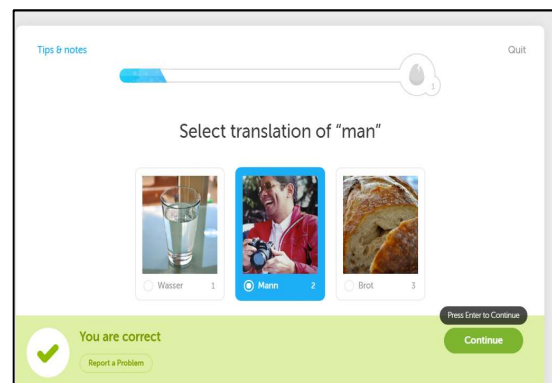 Tips & notes
Quit
1
Select translation of “man”
Wasser 1
Mann 2
Brot 3
You are correct
Report a Problem
Press Enter to Continue
Continue